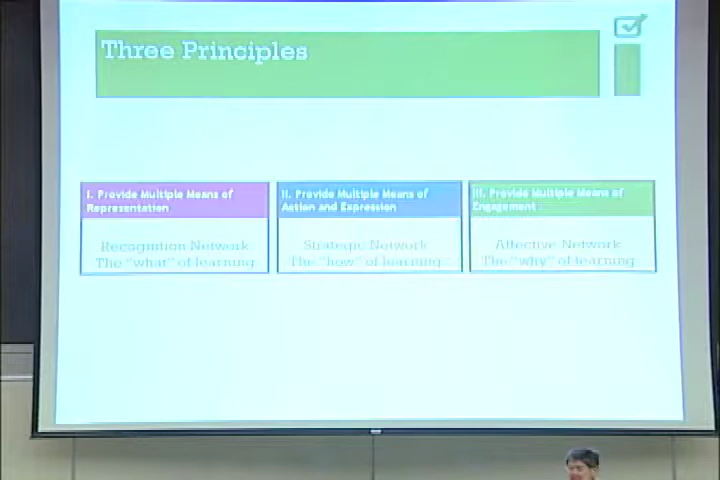 Three Principles
I. Provide Multiple Means of
Representation
Recognition Network
The "what" of learning
II. Provide Multiple Means of
Action and Expression
Strategic Network
The "how" of learning
III. Provide Multiple Means of
Engagement
Affective Network
The "why" of learning